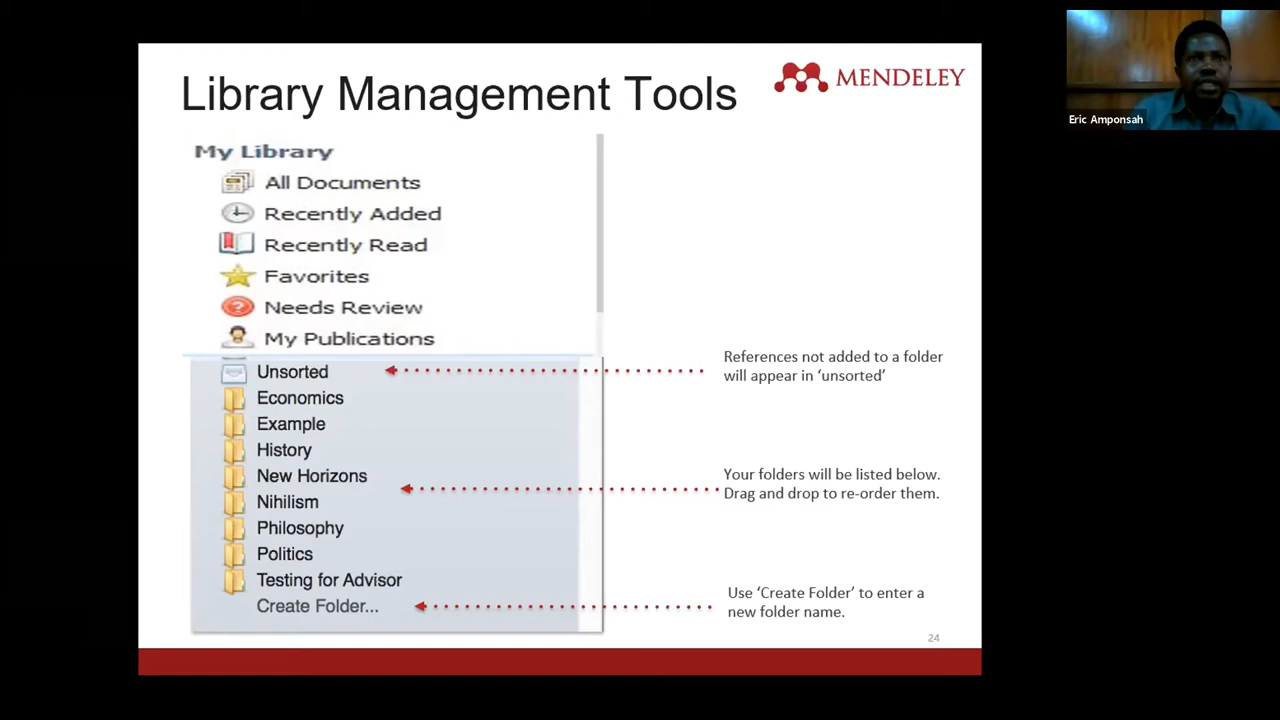 Library Management Tools
MENDELEY
My Library
All Documents
Recently Added
Recently Read
Favorites
Needs Review
My Publications
Unsorted
Economics
Example
History
New Horizons
Nihilism
Philosophy
Politics
Testing for Advisor
Create Folder...
References not added to a folder
will appear in ‘unsorted’
Your folders will be listed below.
Drag and drop to re-order them.
Use ‘Create Folder’ to enter a
new folder name.
24
Eric Amponsah